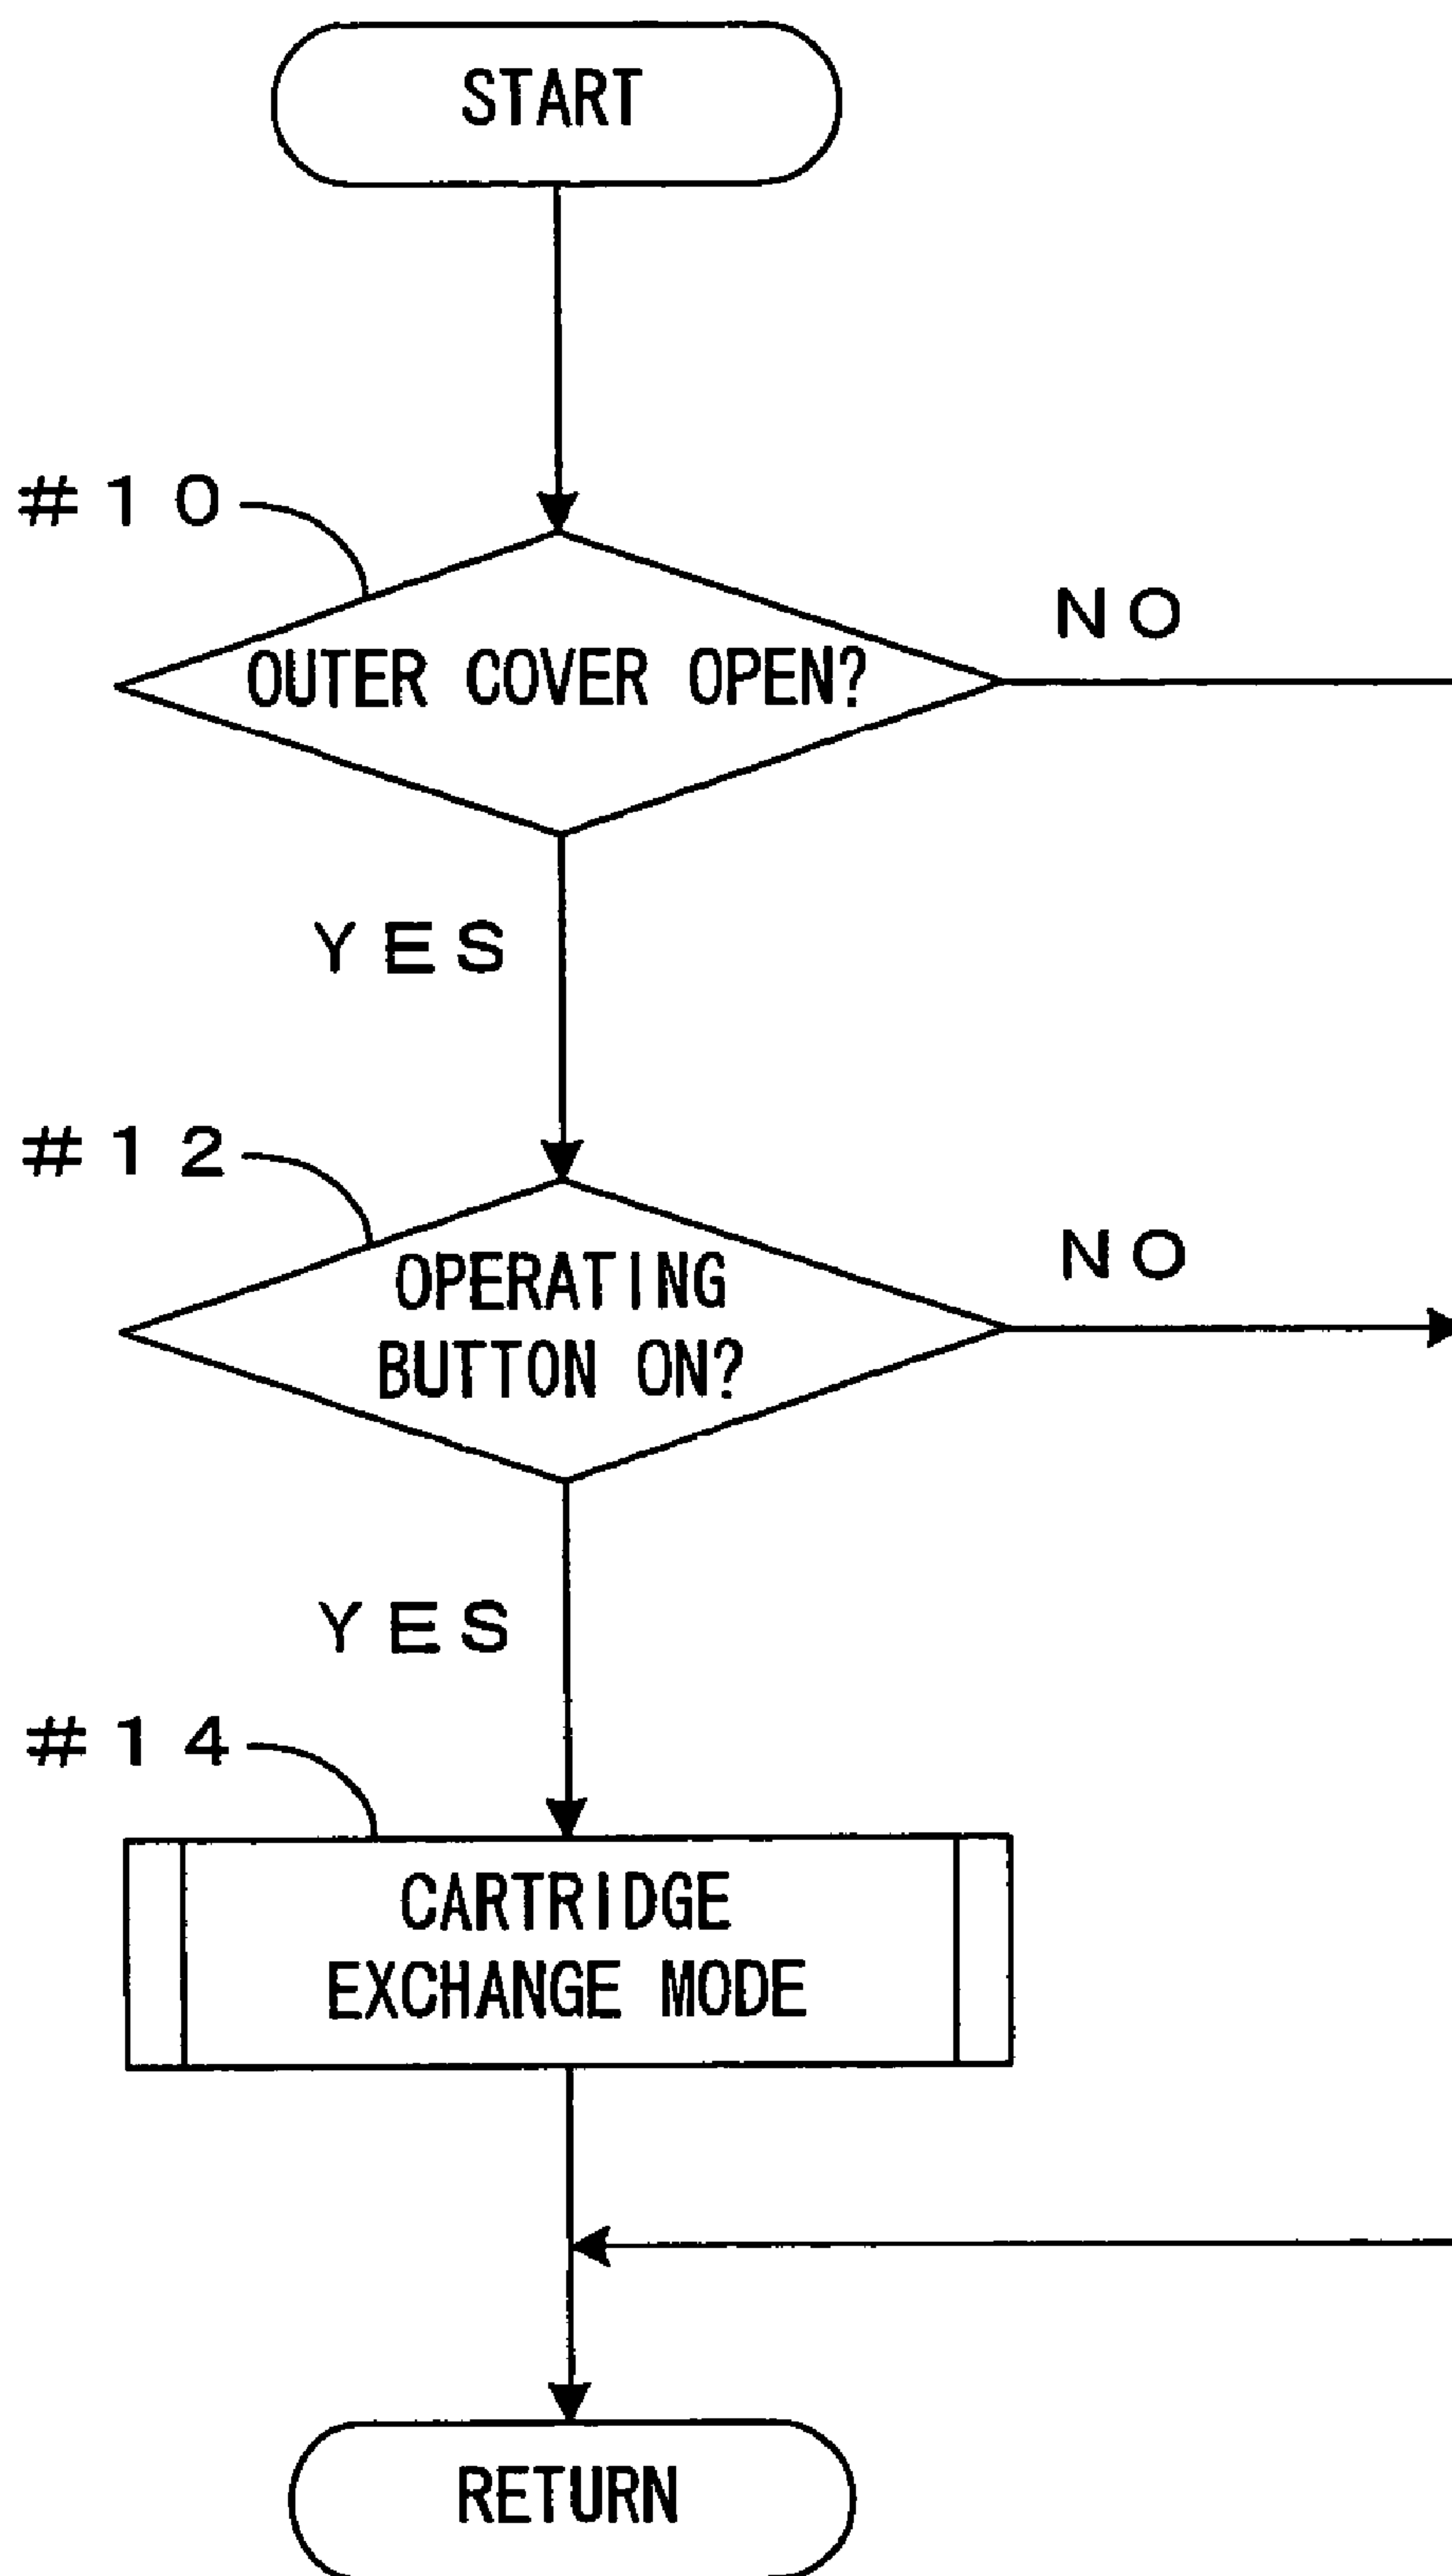 START
#10
NO
OUTER COVER OPEN?
YES
#12
NO
OPERATING
BUTTON ON?
YES
#14
CARTRIDGE
EXCHANGE MODE
RETURN